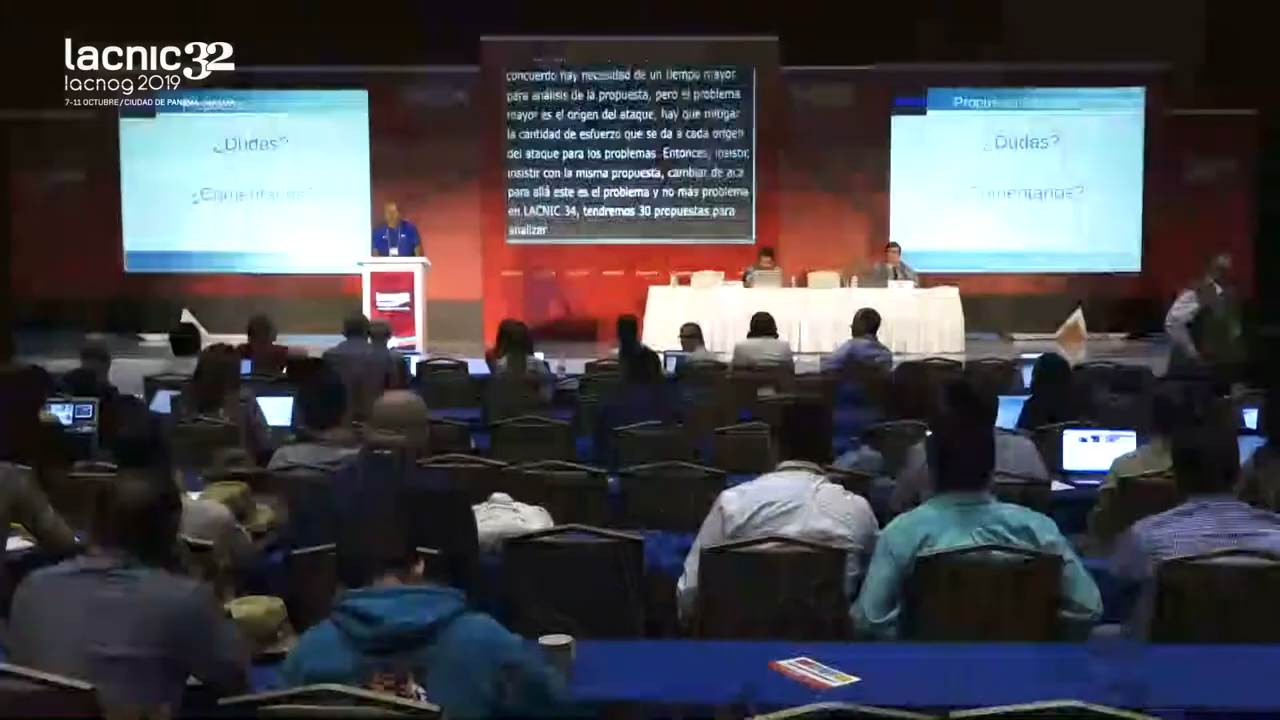 lacnic32
lacnog 2019
7-11 OCTUBRE / CIUDAD DE PANAMÁ
¿Dudas?
concuerdo hay necesidad de un tiempo mayor
para análisis de la propuesta, pero el problema
mayor es el origen del ataque, hay que mitigar
la cantidad de esfuerzo que se da a cada origen
del ataque para los problemas. Entonces, insistir,
insistir con la misma propuesta, cambiar de acá
para allá este es el problema y no más problema
en LACNIC 34, tendremos 30 propuestas para
analizar
¿Dudas?